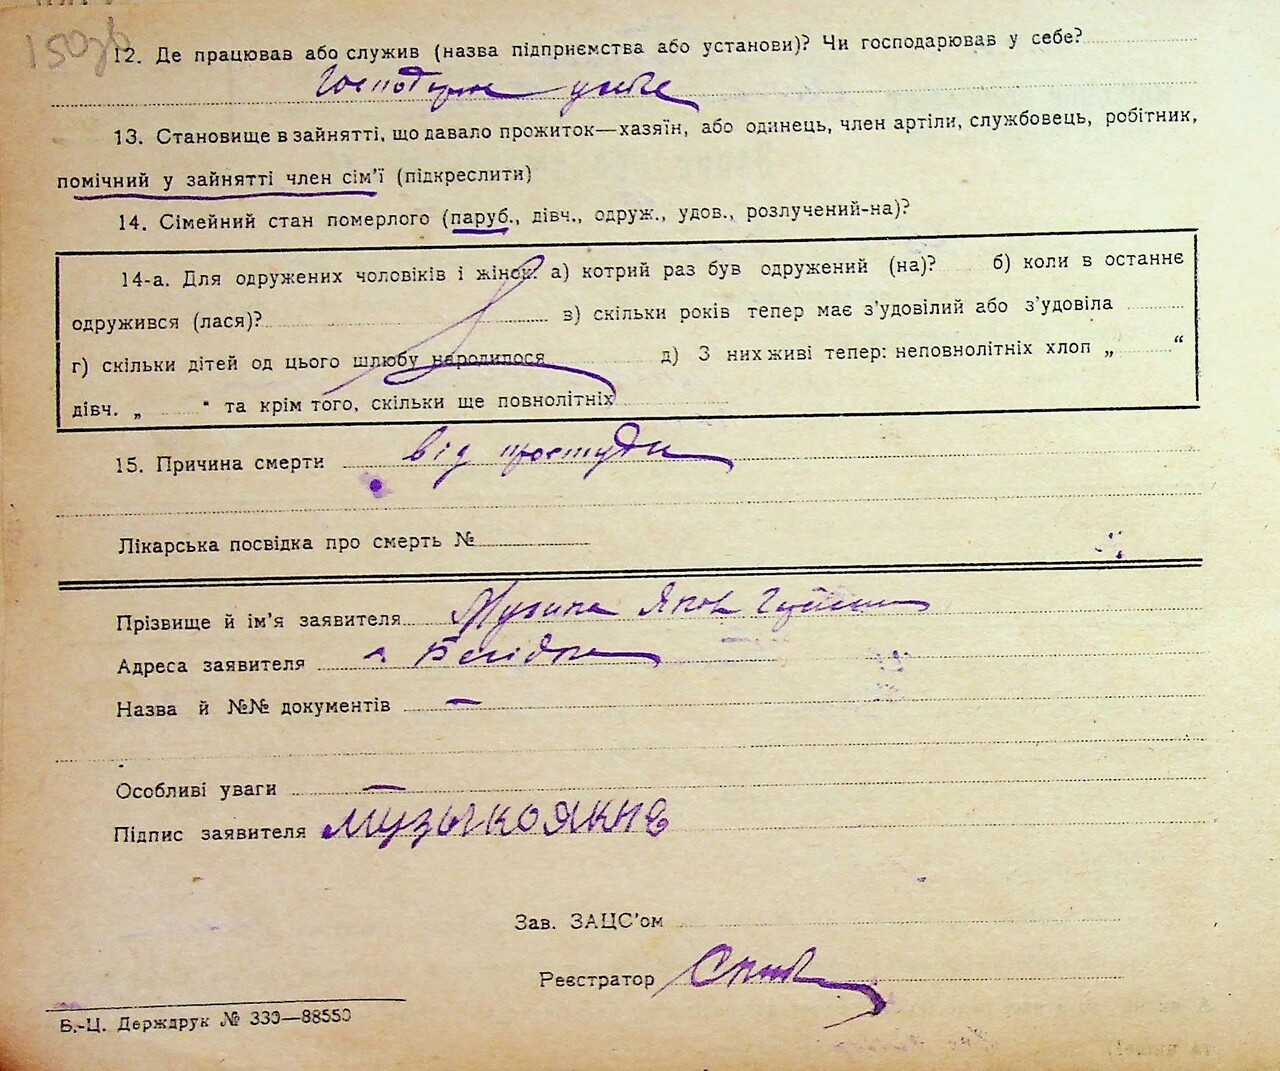 150зв
12. Де працював або служив (назва підприємства або установи)? Чи господарював у себе?
у себе
13. Становище в зайнятті, що давало прожиток—хазяїн, або одинець, член артіли, службовець, робітник,
помічний у зайнятті член сім'ї (підкреслити)
14. Сімейний стан померлого (паруб., дівч., одруж., удов., розлучений-на)?
14-а. Для одружених чоловіків і жінок: а) котрий раз був одружений (на)? б) коли в останнє
одружився (лася)? в) скільки років тепер має з'удовілий або з'удовіла
г) скільки дітей од цього шлюбу народилося д) З них живі тепер: неповнолітніх хлоп „ “
дівч. „ “ та крім того, скільки ще повнолітніх
15. Причина смерти від простуди
Лікарська посвідка про смерть №
Прізвище й ім'я заявителя Музика Яков
Адреса заявителя
Назва й №№ документів —
Особливі уваги —
Підпис заявителя
Зав. ЗАЦС'ом
Реєстратор
Б.-Ц. Держдрук № 330—88550